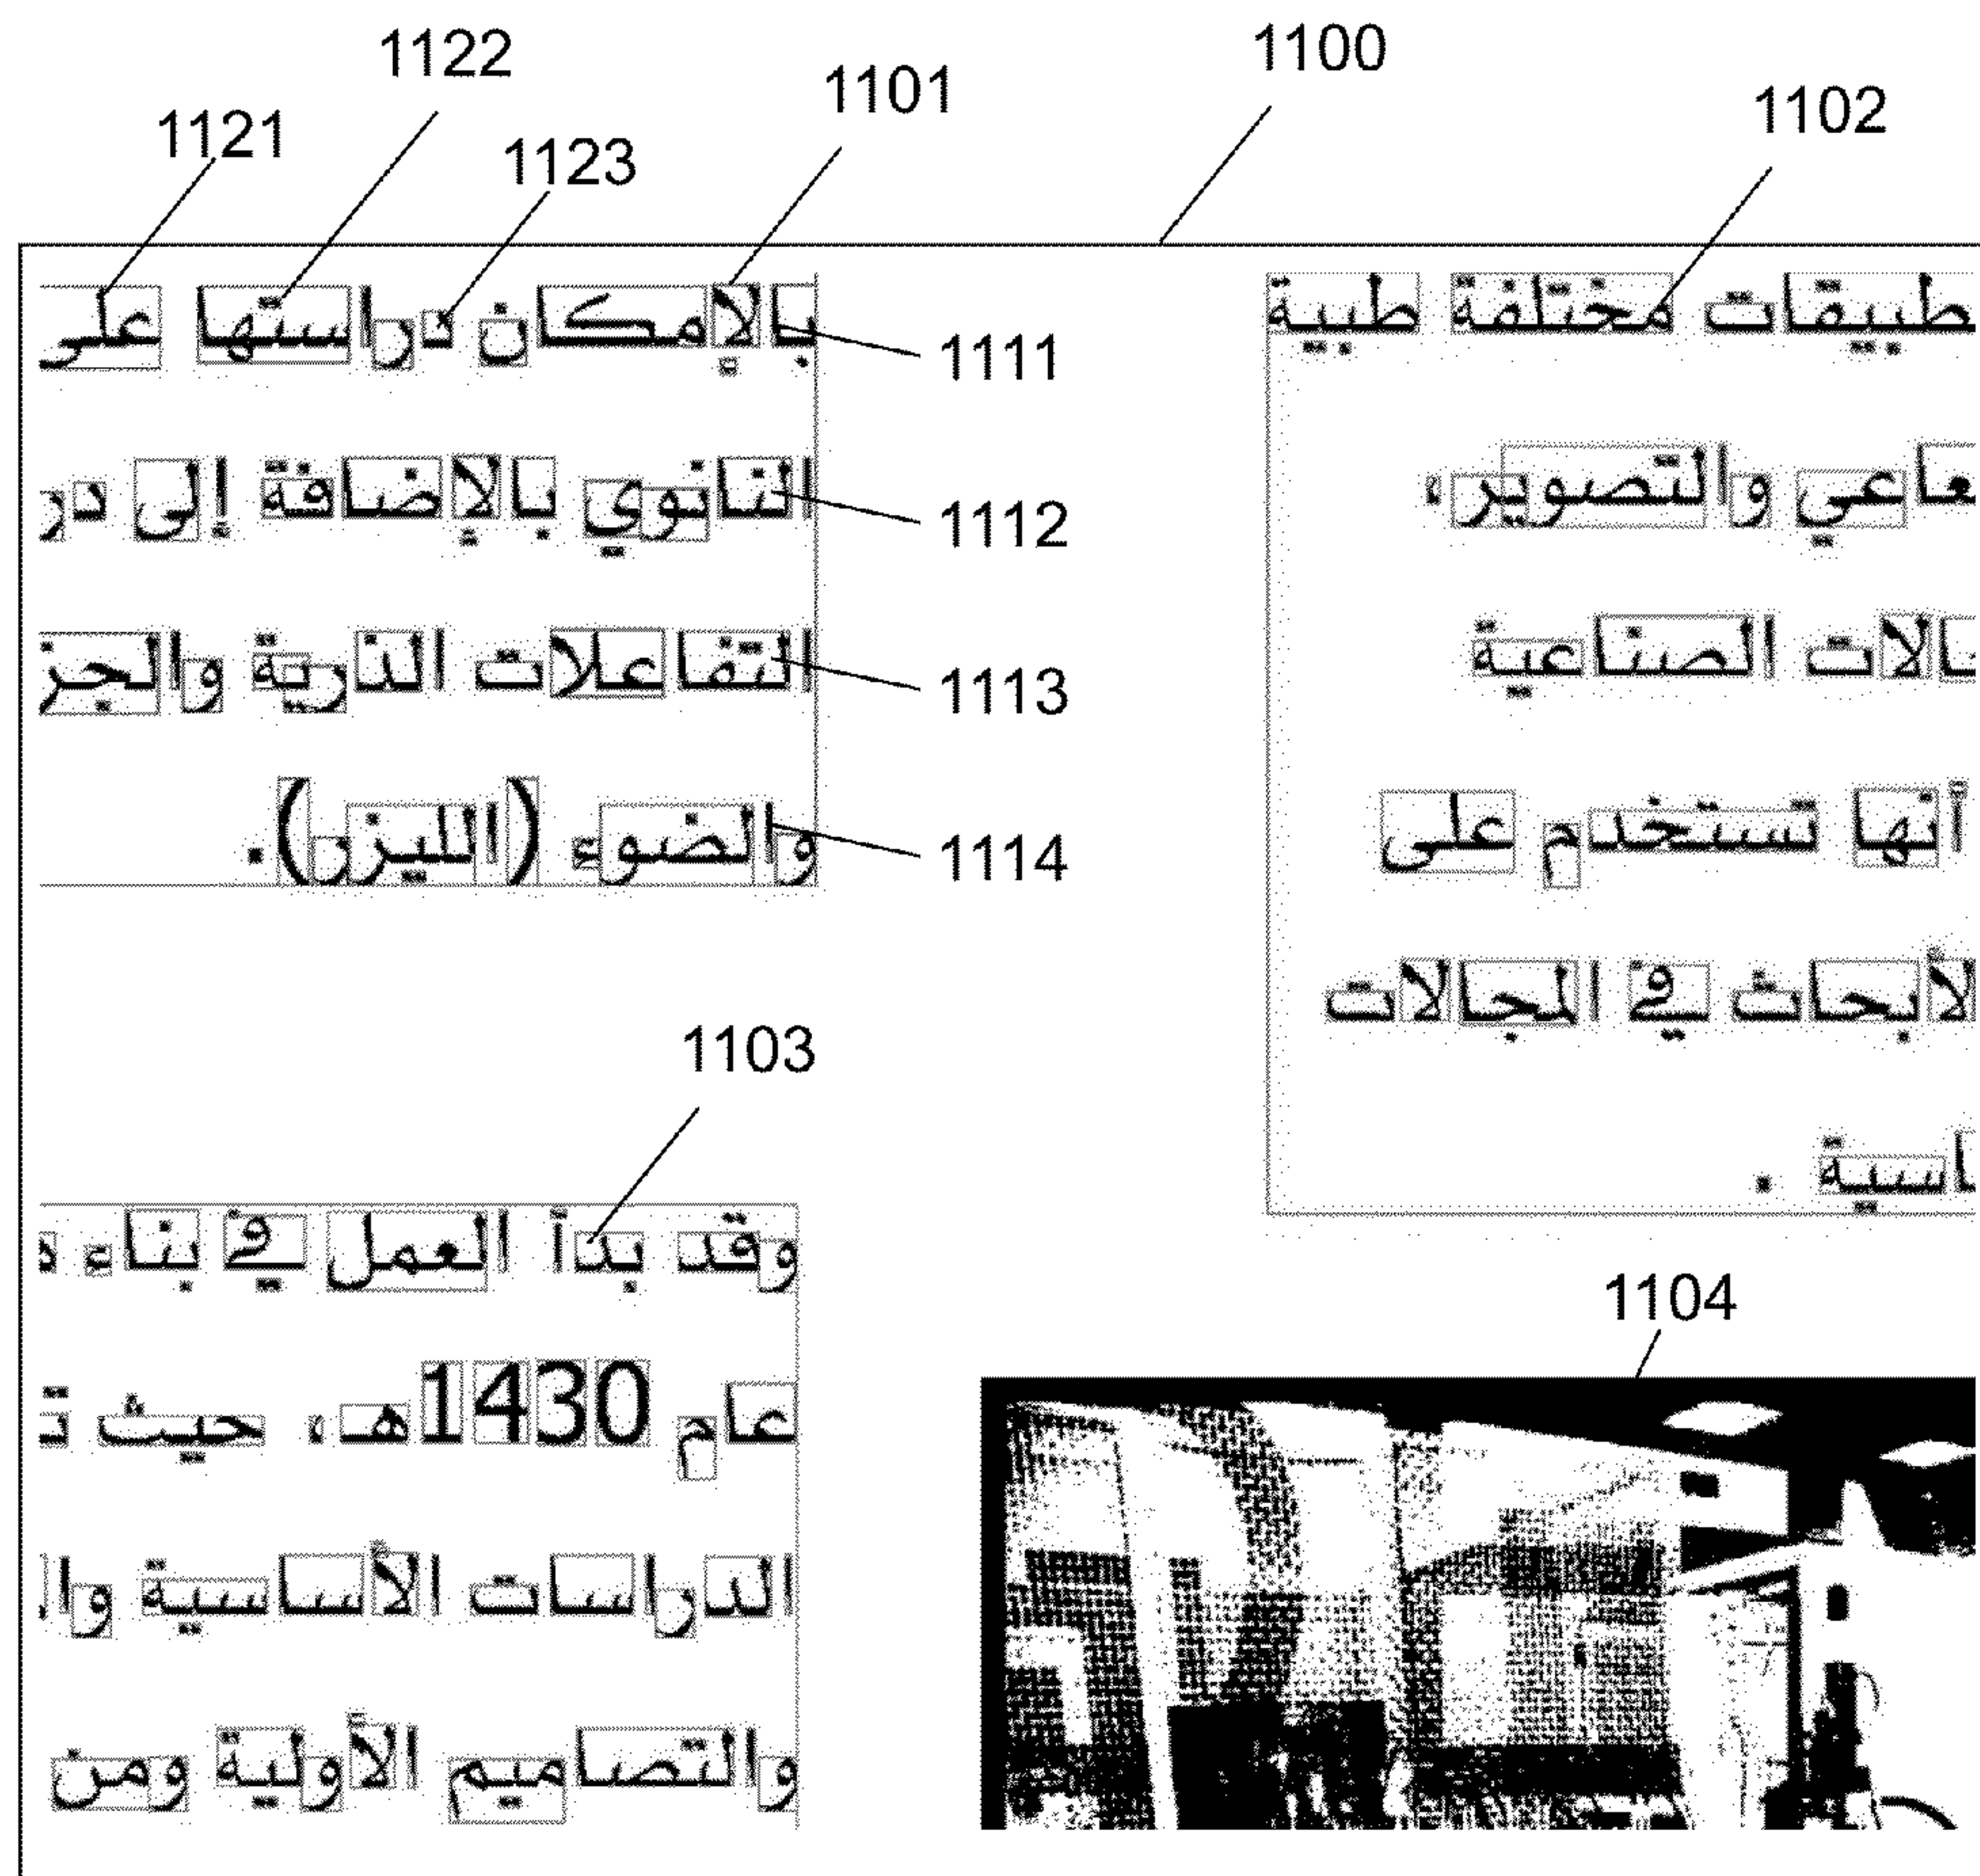 1122
1121
1123
1101
1100
1102
بالإمكان دراستها على
النانوي بالإضافة إلى در
التفاعلات الذرية والجز
والضوء (الليزر).
1111
1112
1113
1114
طبيقات مختلفة طبية
عاعي والتصوير،
الات الصناعية
أنها تستخدم على
لأبحاث في المجالات
اسية .
1103
وقد بدأ العمل في بناء
عام 1430هـ، حيث
الدراسات الأساسية وا
والتصاميم الأولية ومن
1104